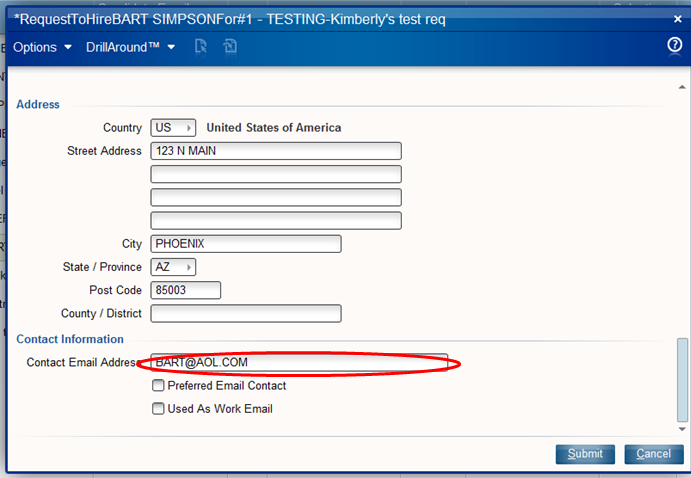 *RequestToHireBART SIMPSONFor#1 - TESTING-Kimberly's test req
Options DrillAround™
Address
Country US United States of America
Street Address 123 N MAIN
City PHOENIX
State / Province AZ
Post Code 85003
County / District
Contact Information
Contact Email Address BART@AOL.COM
Preferred Email Contact
Used As Work Email
Submit Cancel